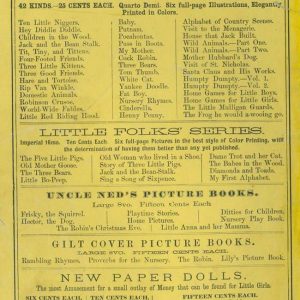 42 KINDS.—25 CENTS EACH. Quarto Demi. Six full-page Illustrations, Elegantly,
Printed in Colors.
Ten Little Niggers. Baby. Alphabet of Country Scenes.
Hey Diddle Diddle. Putnam. Visit to the Menagerie.
Children in the Wood. Pocahontas. House that Jack Built.
Jack and the Bean Stalk. Puss in Boots. Wild Animals.—Part One.
Tit, Tiny, and Tittens. My Mother. Wild Animals.—Part Two.
Four-Footed Friends. Cock Robin. Mother Hubbard's Dog.
Three Little Kittens. Three Bears. Visit of St. Nicholas.
Three Good Friends. Tom Thumb. Santa Claus and His Works
Hare and Tortoise. White Cat. Humpty Dumpty.—Vol. 1.
Rip Van Winkle. Yankee Doodle. Humpty Dumpty.—Vol. 2
Domestic Animals. Fat Boy. Home Games for Little Boys.
Robinson Crusoe. Nursery Rhymes. Home Games for Little Girls.
World-Wide Fables. Cinderella. The Little Mulligan Guards.
Little Red Riding Hood. Henny Penny. The Frog he would a-wooing go.
LITTLE FOLKS' SERIES.
Imperial 16mo. Ten Cents Each. Six full-page Pictures in the best style of Color Printing, with
the determination of having them better than any yet published.
The Five Little Pigs. Old Woman who lived in a Shoe. Dame Trot and her Cat.
Old Mother Goose. Story of Three Little Pigs. The Babes in the Wood.
The Three Bears. Jack and the Bean-Stalk. Diamonds and Toads.
Little Bo-Peep. Sing a Song of Sixpence. My First Alphabet.
UNCLE NED'S PICTURE BOOKS.
Large 8vo. Fifteen Cents Each.
Frisky, the Squirrel. Playtime Stories. Ditties for Children.
Hector, the Dog. Home Pictures. Nursery Play Book.
The Robin's Christmas Eve. Little Anna and her Mamma.
GILT COVER PICTURE BOOKS.
LARGE 8VO. FIFTEEN CENTS EACH.
Rambling Rhymes. Proverbs for the Nursery. The Robin. Lily's Picture Book.
NEW PAPER DOLLS.
The most Amusement for a small outlay of Money that can be found for Little Girls.
SIX CENTS EACH. TEN CENTS EACH. FIFTEEN CENTS EACH.